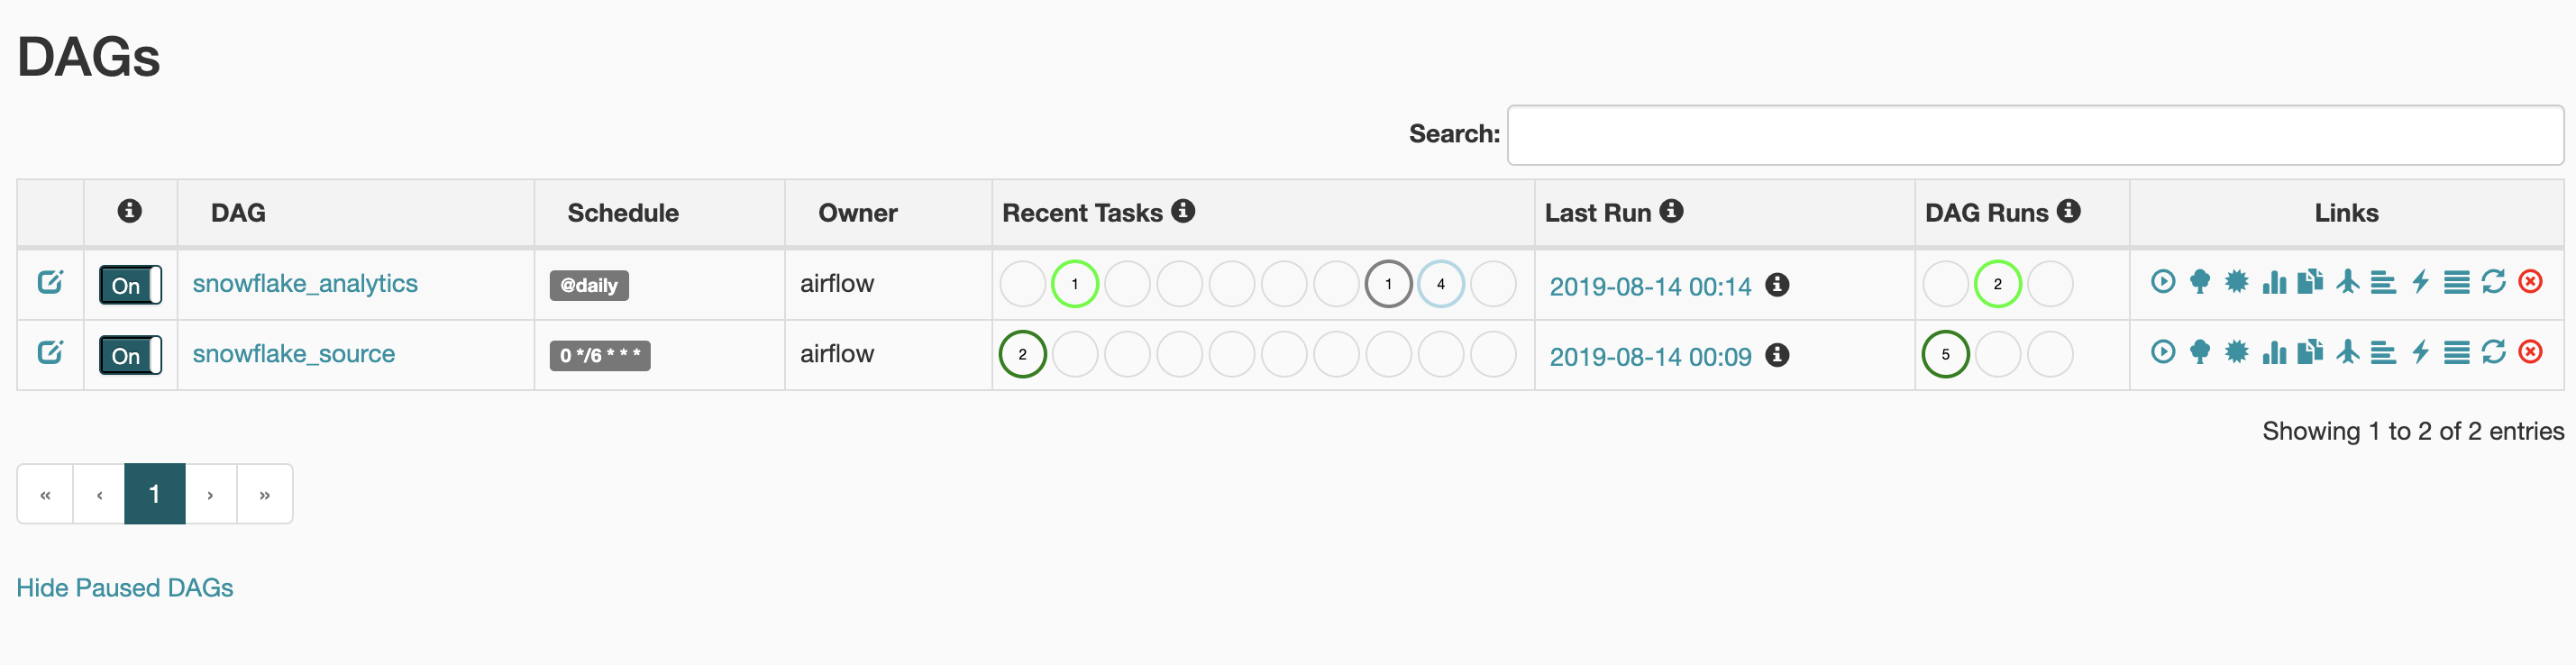 DAGs
Search:
DAG Schedule Owner Recent Tasks Last Run DAG Runs Links
On snowflake_analytics @daily airflow 1 1 4 2019-08-14 00:14 2
On snowflake_source 0 */6 * * * airflow 2 2019-08-14 00:09 5
Showing 1 to 2 of 2 entries
« ‹ 1 › »
Hide Paused DAGs